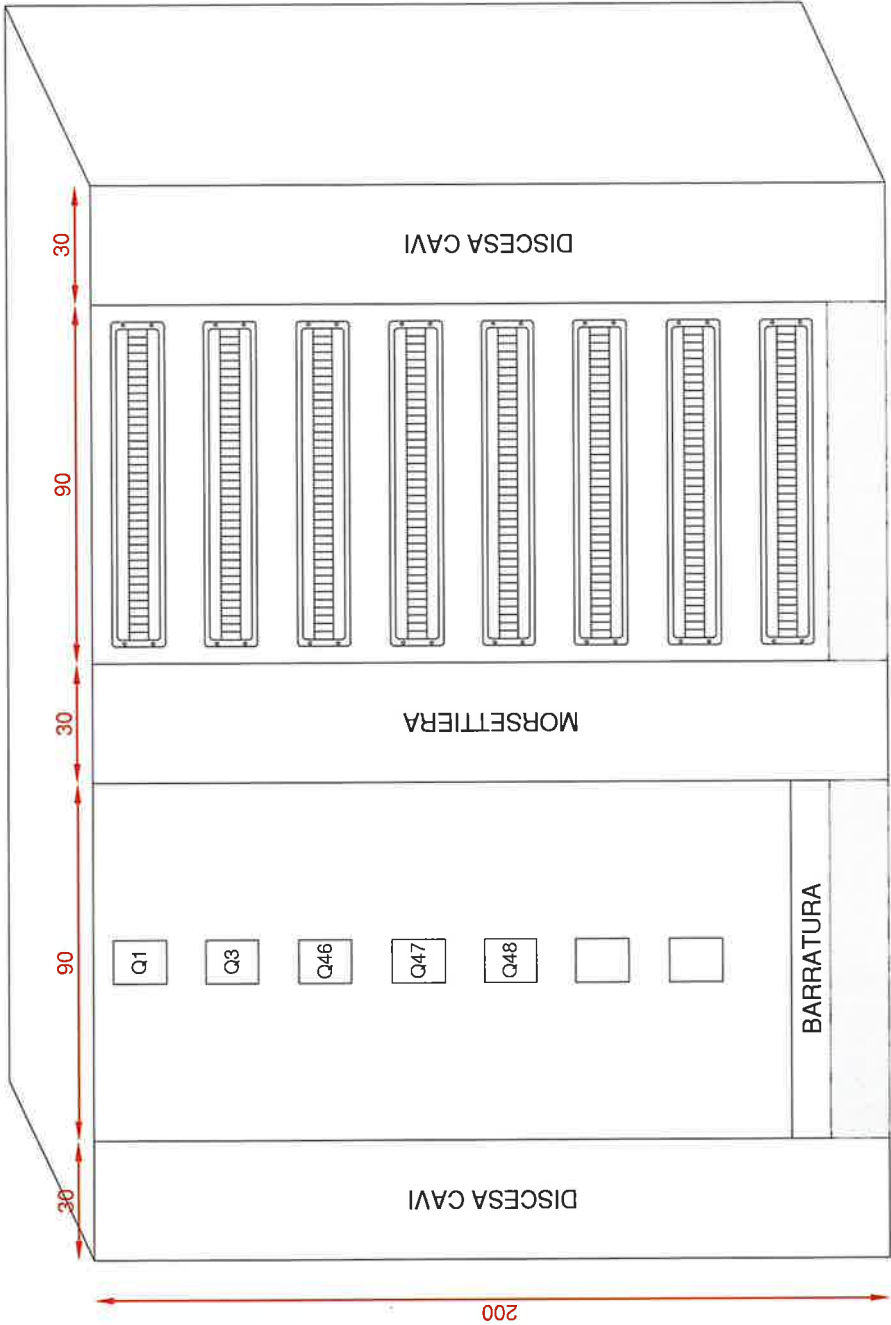 30
90
30
90
30
200
DISCESA CAVI
Q1
Q3
Q46
Q47
Q48
BARRATURA
MORSETTIERA
DISCESA CAVI